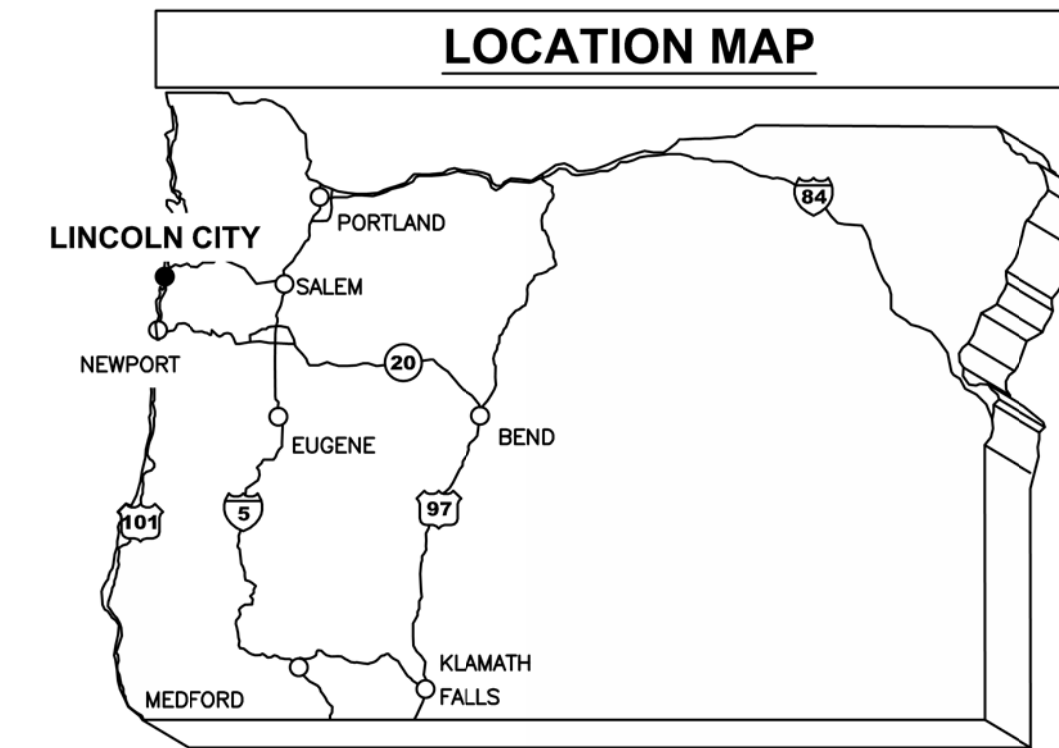 LOCATION MAP
84
PORTLAND
LINCOLN CITY
SALEM
NEWPORT
20
EUGENE
BEND
101
5
97
KLAMATH
FALLS
MEDFORD